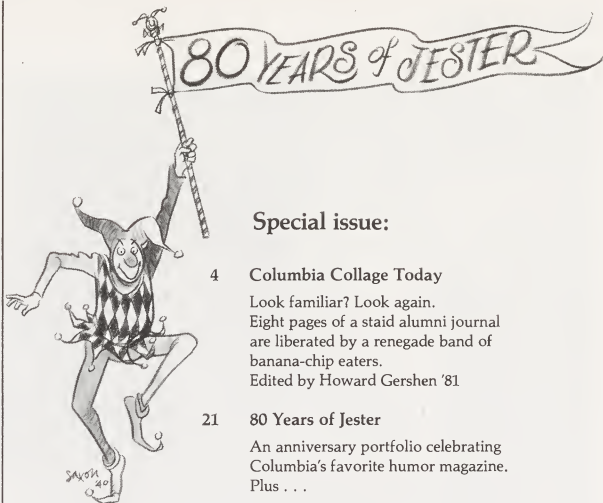 80 YEARS of JESTER
Special issue:
4 Columbia Collage Today
Look familiar? Look again.
Eight pages of a staid alumni journal
are liberated by a renegade band of
banana-chip eaters.
Edited by Howard Gershen '81
21 80 Years of Jester
An anniversary portfolio celebrating
Columbia's favorite humor magazine.
Plus . . .
SAXON
'40